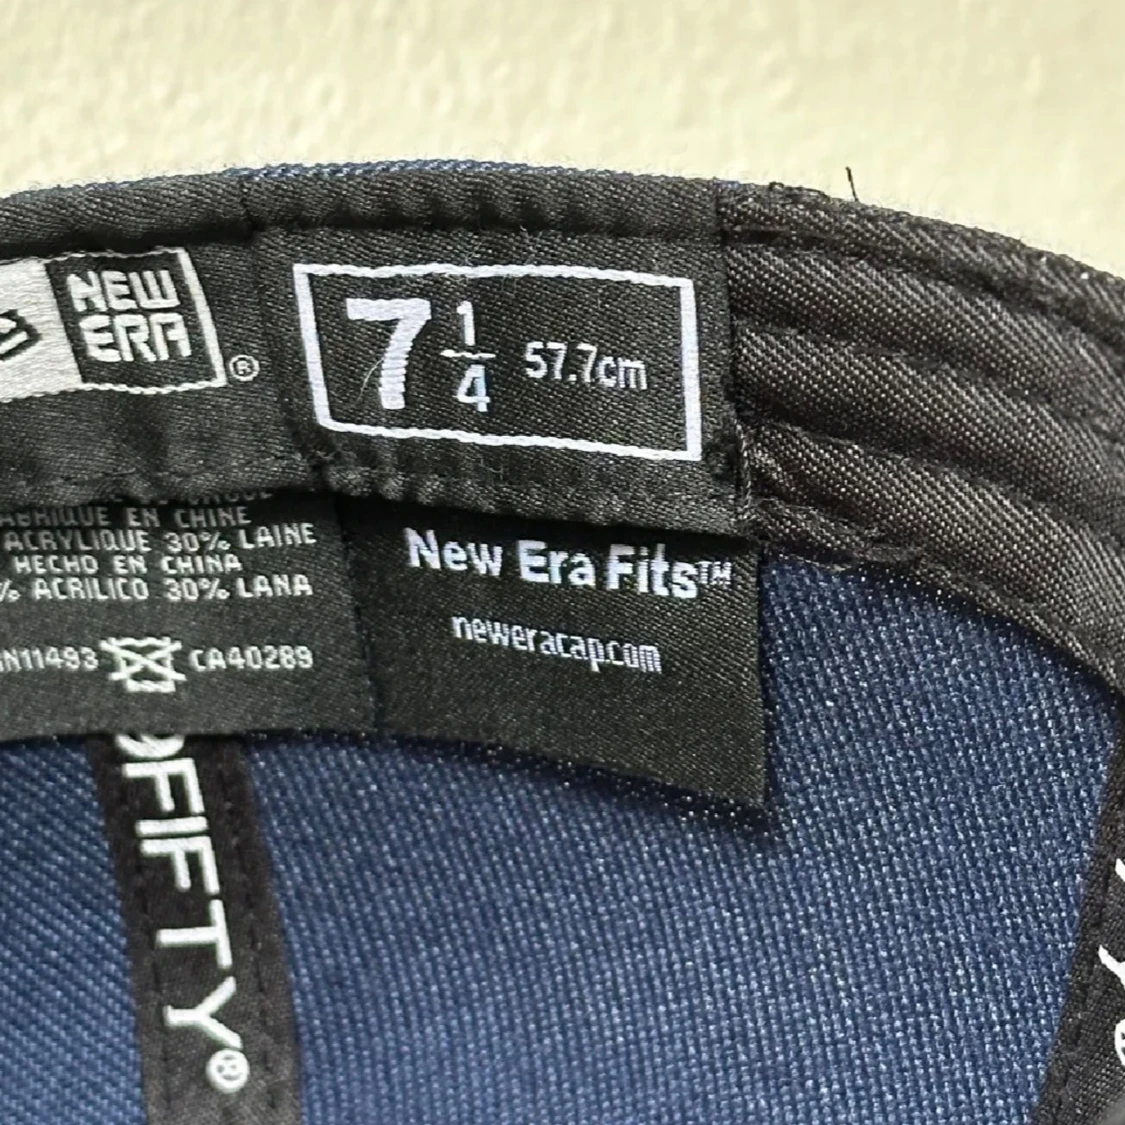 NEW
ERA®
7 1/4 57.7cm
EN CHINE
ACRYLIQUE 30% LAINE
HECHO EN CHINA
% ACRILICO 30% LANA
CA40289
New Era Fits™
neweracap.com
FIFTY®